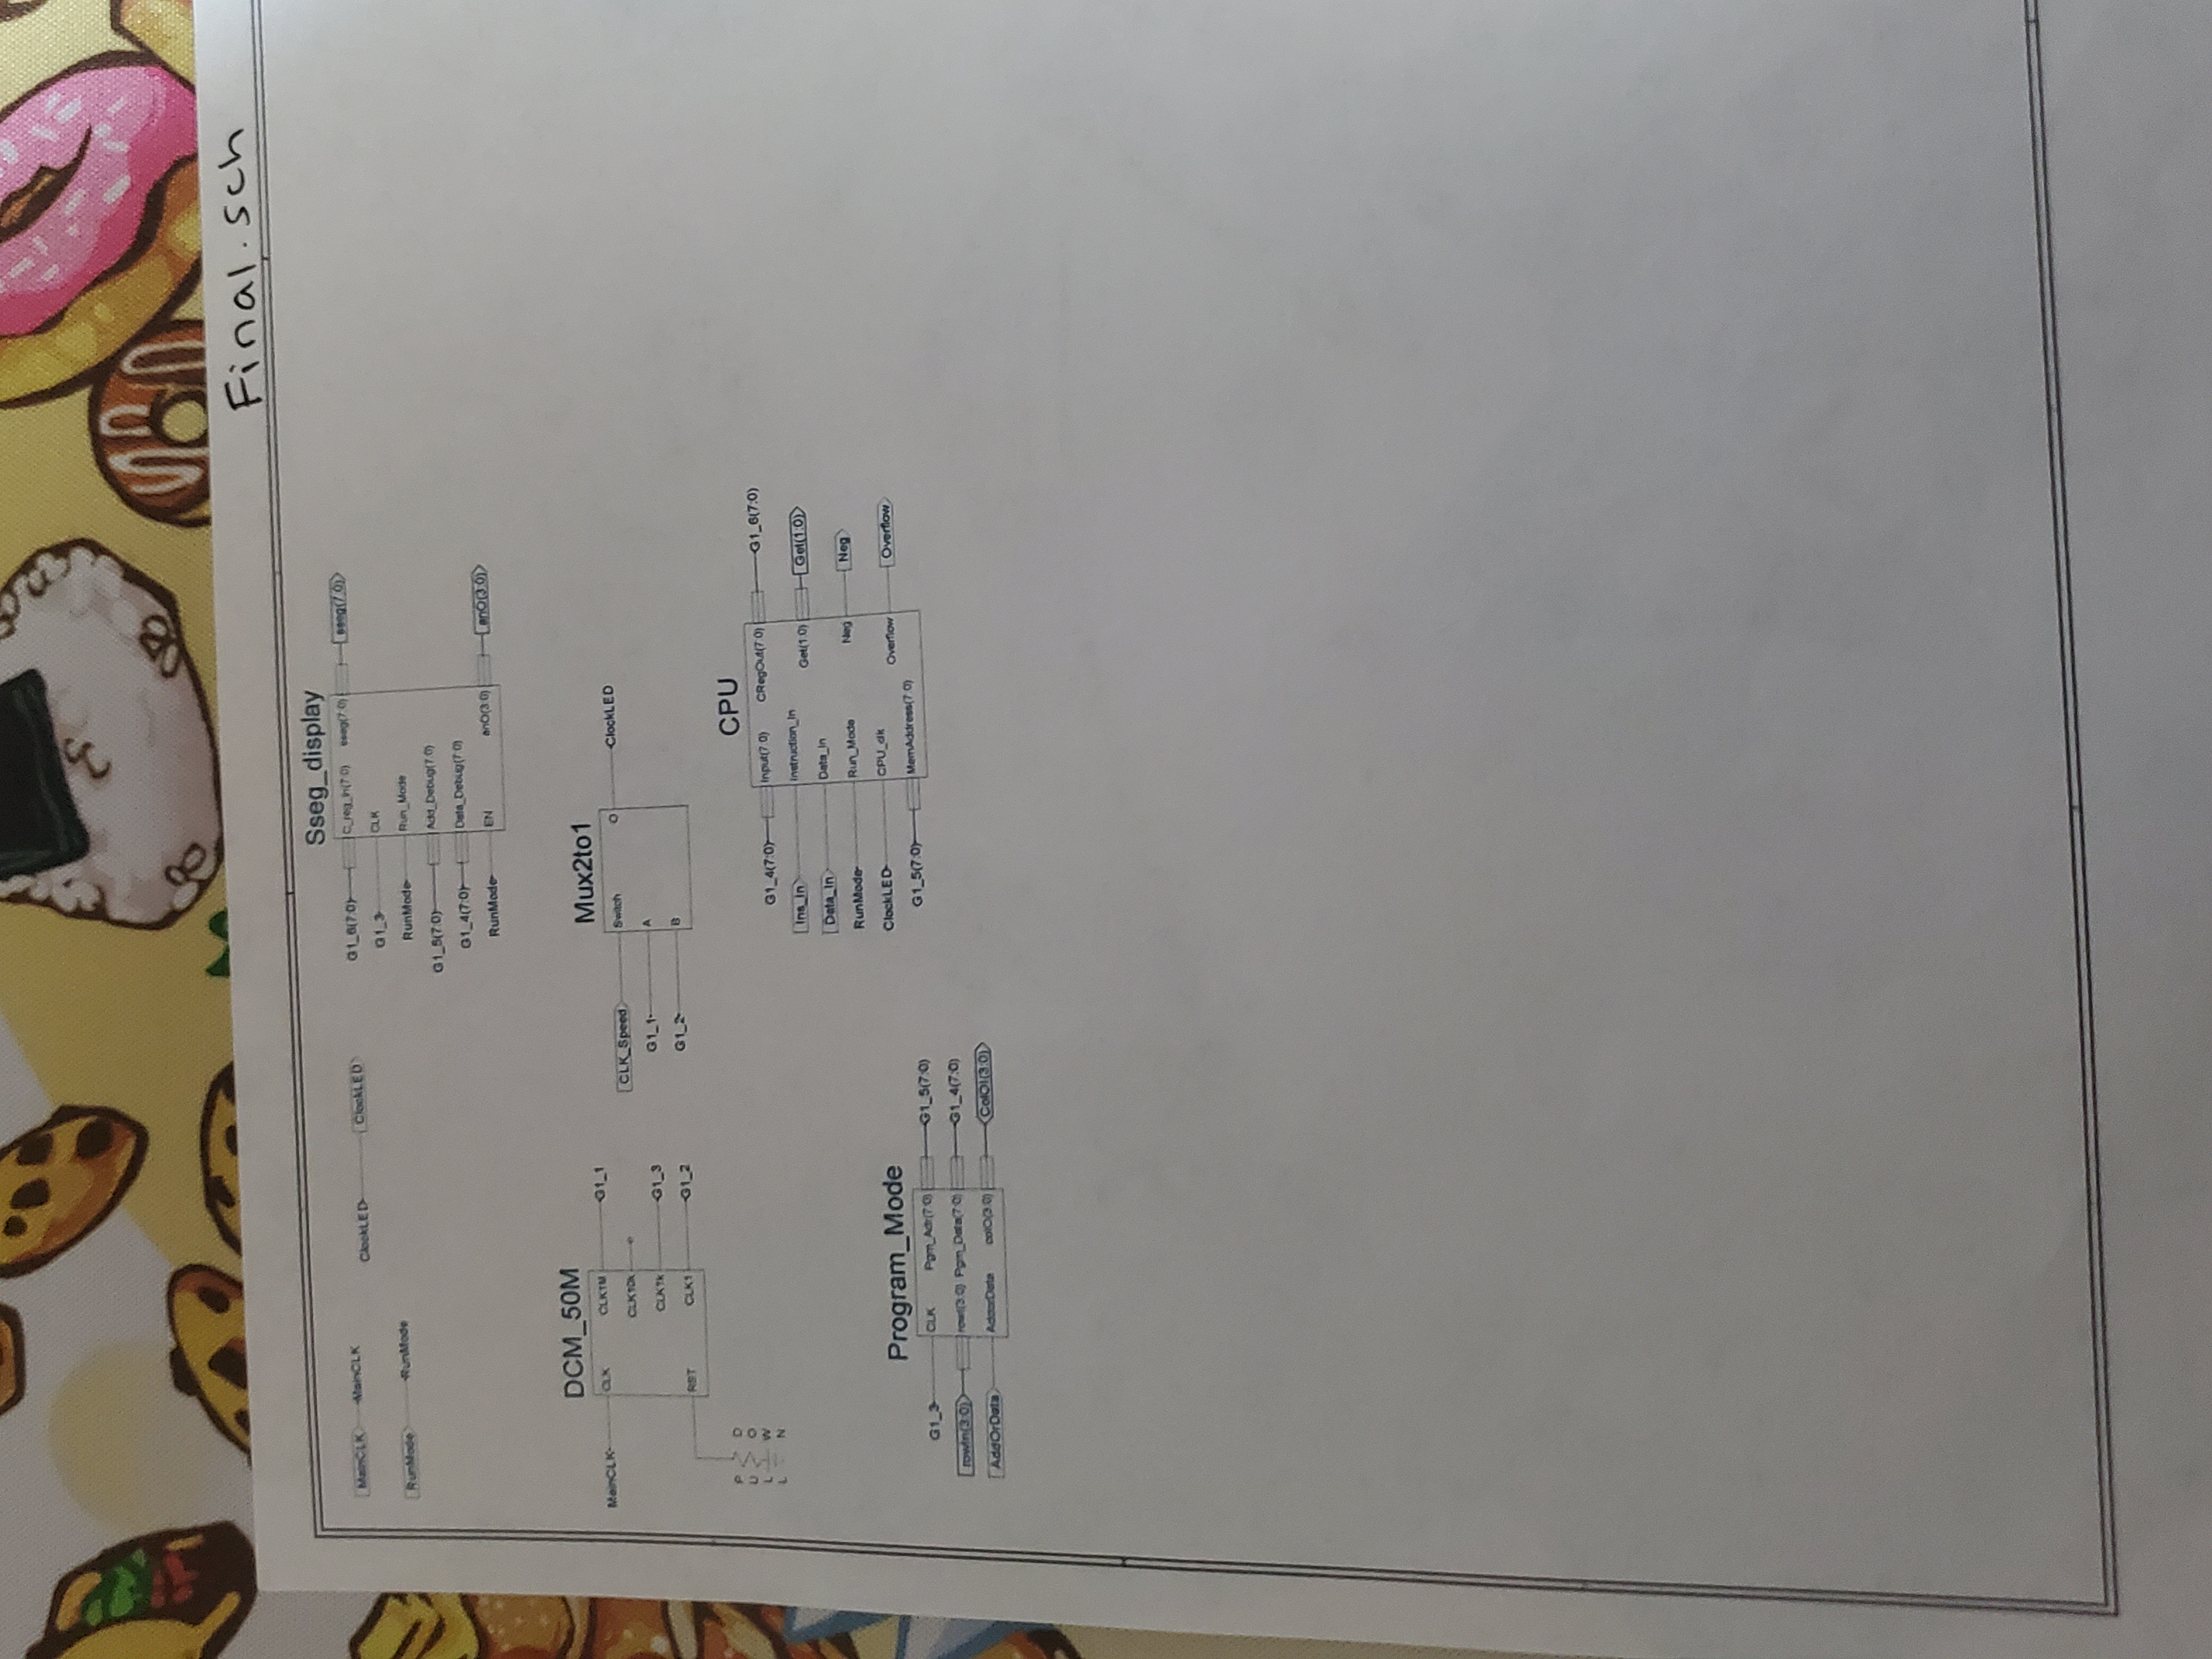 Final.sch
Sseg_display
MainCLK MainCLK ClockLED ClockLED
RunMode RunMode
G1_6(7:0) C_reg_in(7:0) sseg(7:0) sseg(7:0)
G1_3 CLK
RunMode Run_Mode
G1_5(7:0) Add_Debug(7:0)
G1_4(7:0) Data_Debug(7:0)
RunMode EN anO(3:0) anO(3:0)
DCM_50M
MainCLK CLK CLK1M G1_1
CLK10k
CLK1k G1_3
RST CLK1 G1_2
PULL DOWN
Mux2to1
CLK_Speed Switch O ClockLED
G1_1 A
G1_2 B
CPU
G1_4(7:0) Input(7:0) CRegOut(7:0) G1_6(7:0)
Ins_In Instruction_In Get(1:0) Get(1:0)
Data_In Data_In
RunMode Run_Mode Neg Neg
ClockLED CPU_clk Overflow Overflow
G1_5(7:0) MemAddress(7:0)
Program_Mode
G1_3 CLK Pgm_Adr(7:0) G1_5(7:0)
rowIn(3:0) rowI(3:0) Pgm_Data(7:0) G1_4(7:0)
AddOrData AddorData colO(3:0) ColOI(3:0)